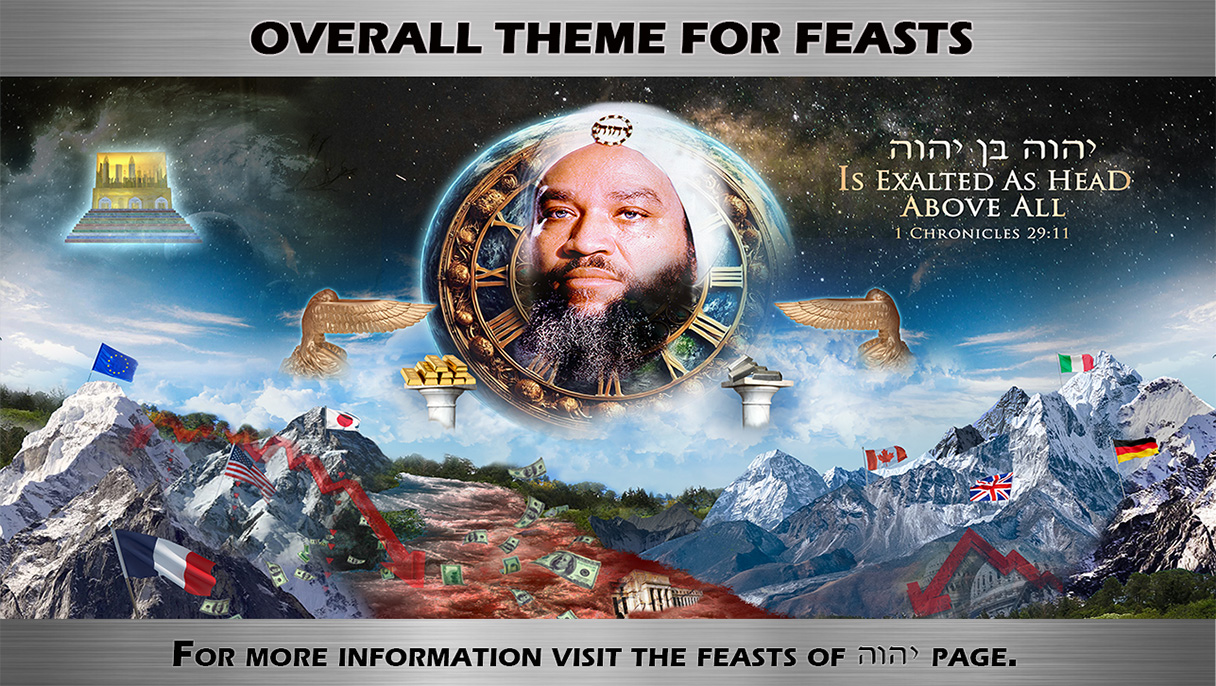 OVERALL THEME FOR FEASTS
יהוה
יהוה בן יהוה
IS EXALTED AS HEAD
ABOVE ALL
1 CHRONICLES 29:11
FOR MORE INFORMATION VISIT THE FEASTS OF יהוה PAGE.